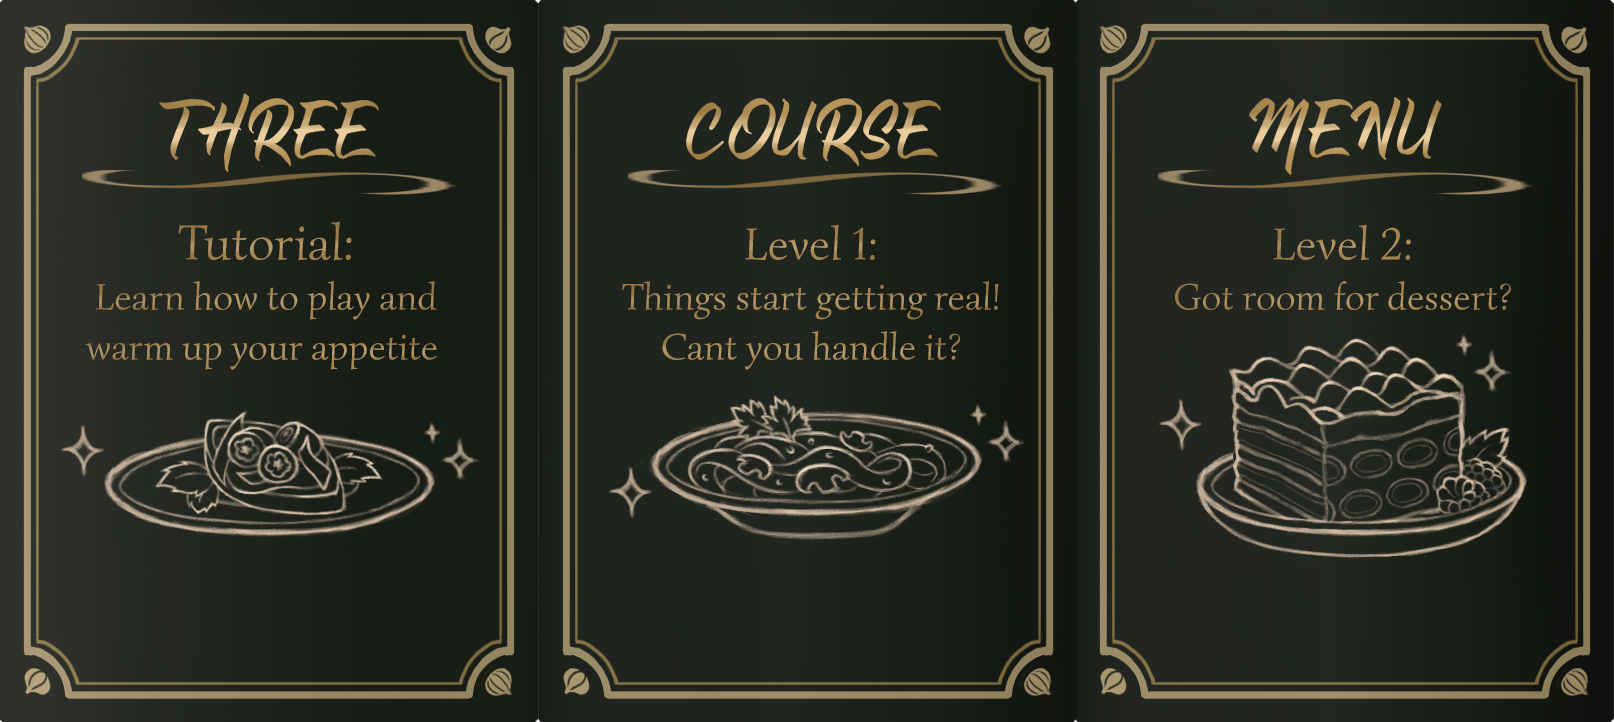 THREE
Tutorial:
Learn how to play and
warm up your appetite
COURSE
Level 1:
Things start getting real!
Cant you handle it?
MENU
Level 2:
Got room for dessert?